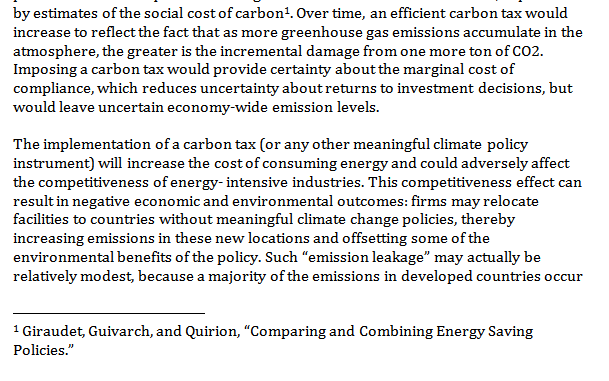 by estimates of the social cost of carbon¹. Over time, an efficient carbon tax would
increase to reflect the fact that as more greenhouse gas emissions accumulate in the
atmosphere, the greater is the incremental damage from one more ton of CO2.
Imposing a carbon tax would provide certainty about the marginal cost of
compliance, which reduces uncertainty about returns to investment decisions, but
would leave uncertain economy-wide emission levels.
The implementation of a carbon tax (or any other meaningful climate policy
instrument) will increase the cost of consuming energy and could adversely affect
the competitiveness of energy- intensive industries. This competitiveness effect can
result in negative economic and environmental outcomes: firms may relocate
facilities to countries without meaningful climate change policies, thereby
increasing emissions in these new locations and offsetting some of the
environmental benefits of the policy. Such “emission leakage” may actually be
relatively modest, because a majority of the emissions in developed countries occur
¹ Giraudet, Guivarch, and Quirion, “Comparing and Combining Energy Saving
Policies.”